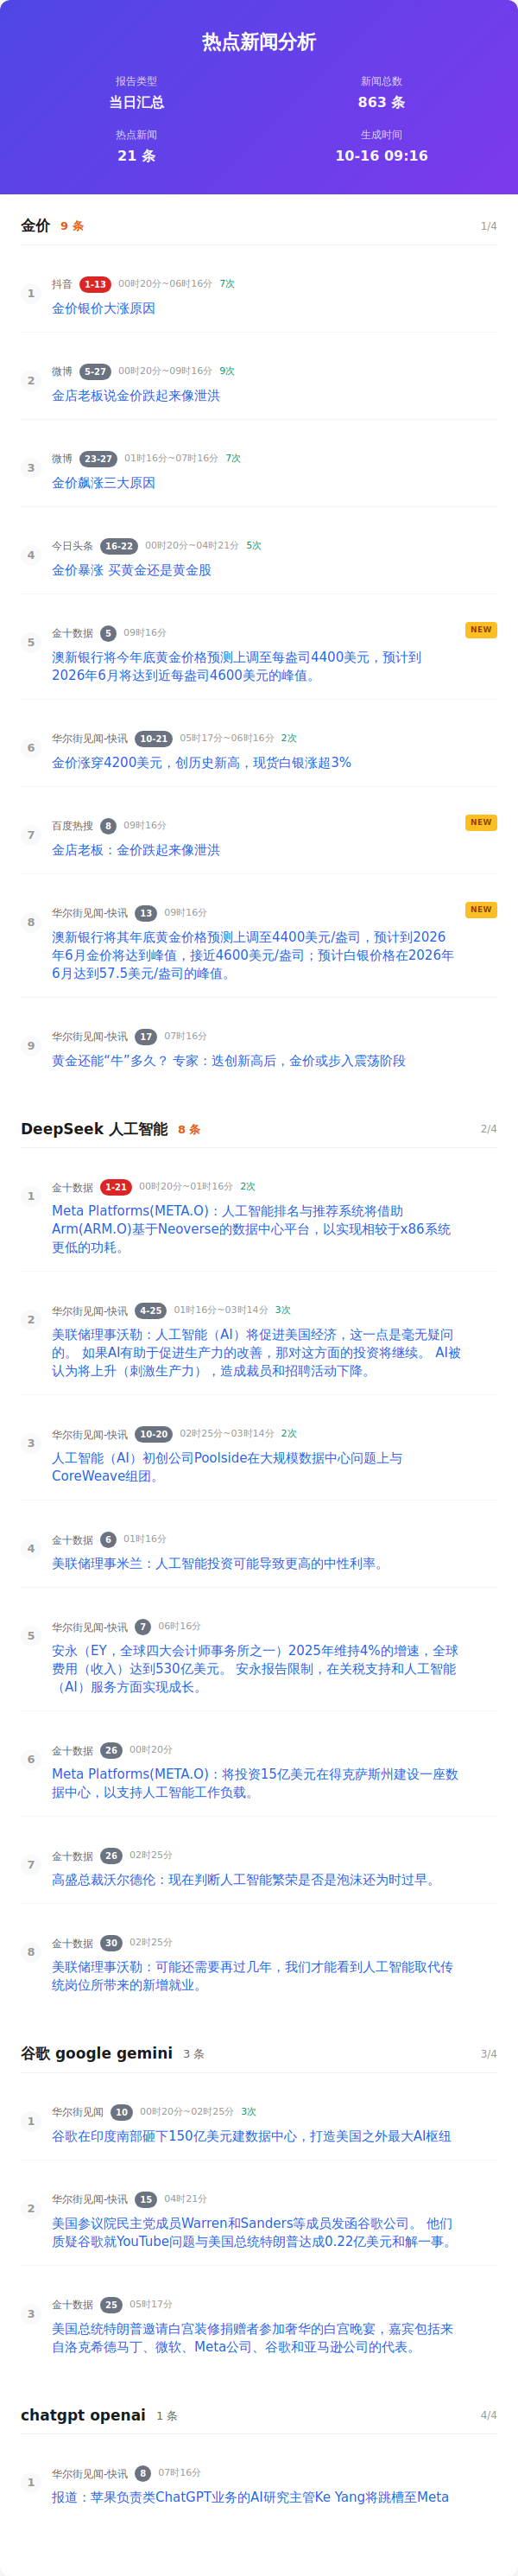 热点新闻分析
报告类型
当日汇总
新闻总数
863 条
热点新闻
21 条
生成时间
10-16 09:16
金价 9 条 1/4
1 抖音 1-13 00时20分~06时16分 7次
金价银价大涨原因
2 微博 5-27 00时20分~09时16分 9次
金店老板说金价跌起来像泄洪
3 微博 23-27 01时16分~07时16分 7次
金价飙涨三大原因
4 今日头条 16-22 00时20分~04时21分 5次
金价暴涨 买黄金还是黄金股
5 金十数据 5 09时16分 NEW
澳新银行将今年底黄金价格预测上调至每盎司4400美元，预计到
2026年6月将达到近每盎司4600美元的峰值。
6 华尔街见闻-快讯 10-21 05时17分~06时16分 2次
金价涨穿4200美元，创历史新高，现货白银涨超3%
7 百度热搜 8 09时16分 NEW
金店老板：金价跌起来像泄洪
8 华尔街见闻-快讯 13 09时16分 NEW
澳新银行将其年底黄金价格预测上调至4400美元/盎司，预计到2026
年6月金价将达到峰值，接近4600美元/盎司；预计白银价格在2026年
6月达到57.5美元/盎司的峰值。
9 华尔街见闻-快讯 17 07时16分
黄金还能“牛”多久？ 专家：迭创新高后，金价或步入震荡阶段
DeepSeek 人工智能 8 条 2/4
1 金十数据 1-21 00时20分~01时16分 2次
Meta Platforms(META.O)：人工智能排名与推荐系统将借助
Arm(ARM.O)基于Neoverse的数据中心平台，以实现相较于x86系统
更低的功耗。
2 华尔街见闻-快讯 4-25 01时16分~03时14分 3次
美联储理事沃勒：人工智能（AI）将促进美国经济，这一点是毫无疑问
的。 如果AI有助于促进生产力的改善，那对这方面的投资将继续。 AI被
认为将上升（刺激生产力），造成裁员和招聘活动下降。
3 华尔街见闻-快讯 10-20 02时25分~03时14分 2次
人工智能（AI）初创公司Poolside在大规模数据中心问题上与
CoreWeave组团。
4 金十数据 6 01时16分
美联储理事米兰：人工智能投资可能导致更高的中性利率。
5 华尔街见闻-快讯 7 06时16分
安永（EY，全球四大会计师事务所之一）2025年维持4%的增速，全球
费用（收入）达到530亿美元。 安永报告限制，在关税支持和人工智能
（AI）服务方面实现成长。
6 金十数据 26 00时20分
Meta Platforms(META.O)：将投资15亿美元在得克萨斯州建设一座数
据中心，以支持人工智能工作负载。
7 金十数据 26 02时25分
高盛总裁沃尔德伦：现在判断人工智能繁荣是否是泡沫还为时过早。
8 金十数据 30 02时25分
美联储理事沃勒：可能还需要再过几年，我们才能看到人工智能取代传
统岗位所带来的新增就业。
谷歌 google gemini 3 条 3/4
1 华尔街见闻 10 00时20分~02时25分 3次
谷歌在印度南部砸下150亿美元建数据中心，打造美国之外最大AI枢纽
2 华尔街见闻-快讯 15 04时21分
美国参议院民主党成员Warren和Sanders等成员发函谷歌公司。 他们
质疑谷歌就YouTube问题与美国总统特朗普达成0.22亿美元和解一事。
3 金十数据 25 05时17分
美国总统特朗普邀请白宫装修捐赠者参加奢华的白宫晚宴，嘉宾包括来
自洛克希德马丁、微软、Meta公司、谷歌和亚马逊公司的代表。
chatgpt openai 1 条 4/4
1 华尔街见闻-快讯 8 07时16分
报道：苹果负责类ChatGPT业务的AI研究主管Ke Yang将跳槽至Meta